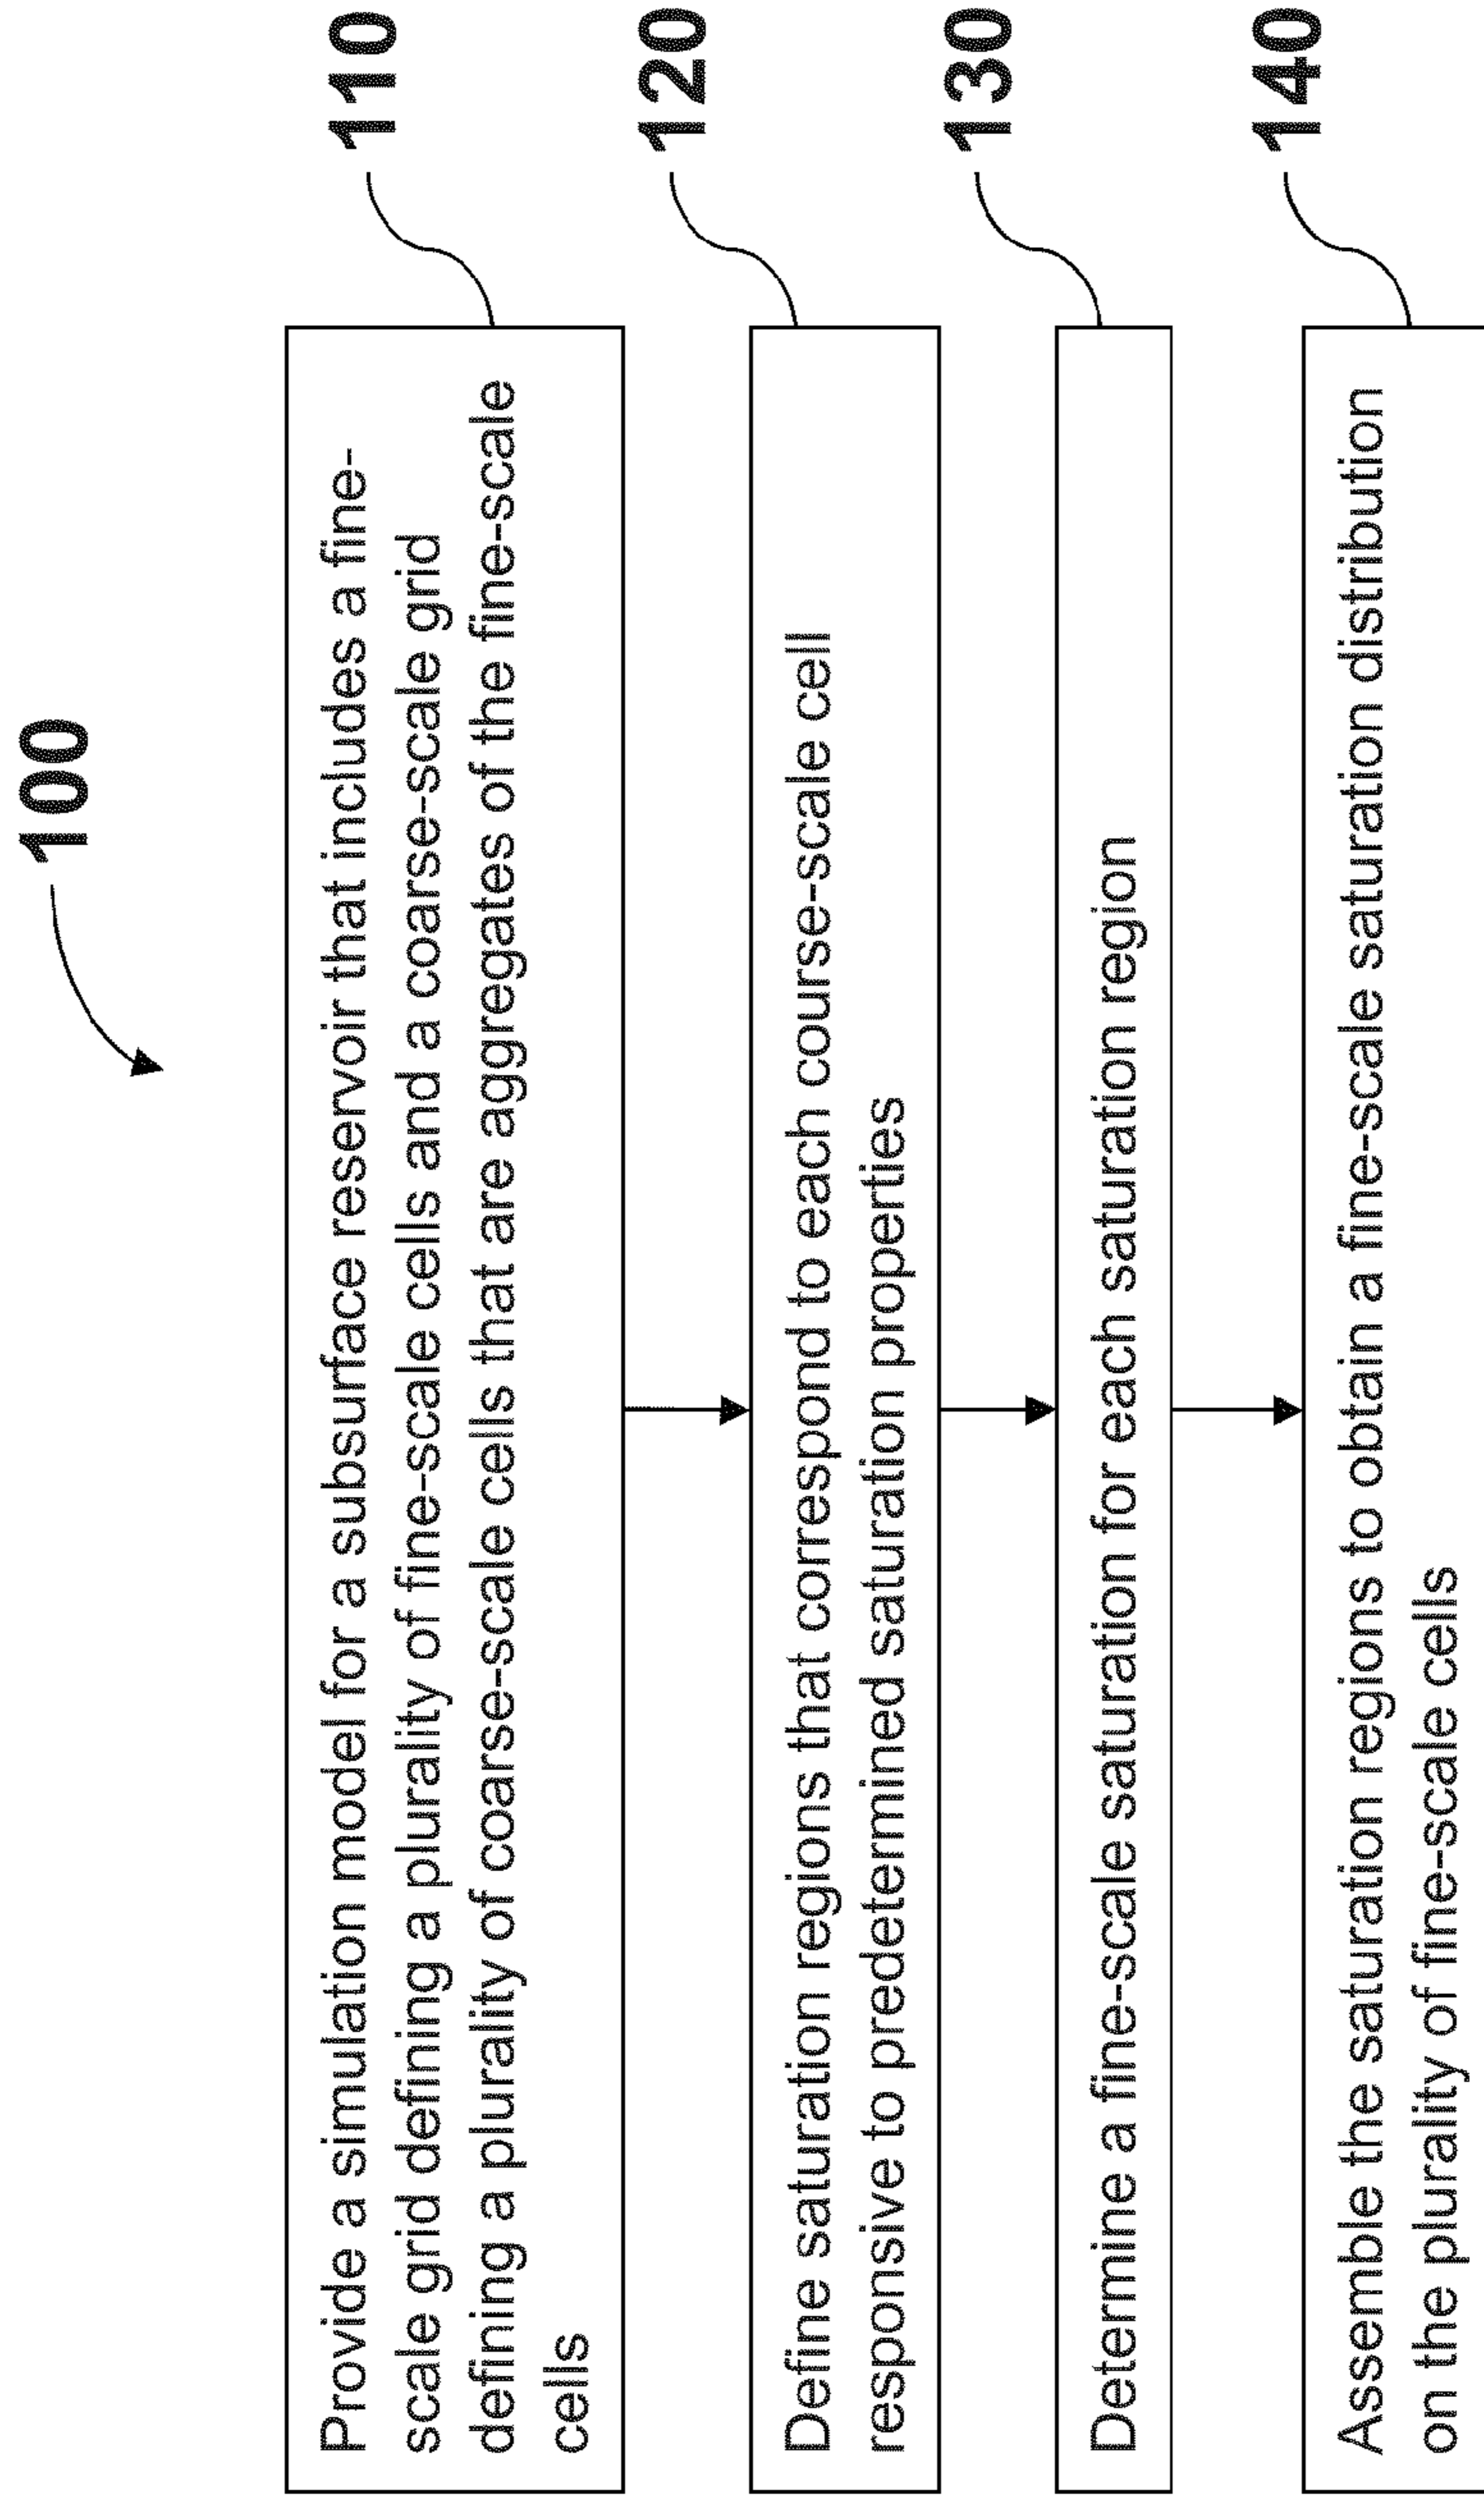 100
110
Provide a simulation model for a subsurface reservoir that includes a fine-
scale grid defining a plurality of fine-scale cells and a coarse-scale grid
defining a plurality of coarse-scale cells that are aggregates of the fine-scale
cells
120
Define saturation regions that correspond to each course-scale cell
responsive to predetermined saturation properties
130
Determine a fine-scale saturation for each saturation region
140
Assemble the saturation regions to obtain a fine-scale saturation distribution
on the plurality of fine-scale cells